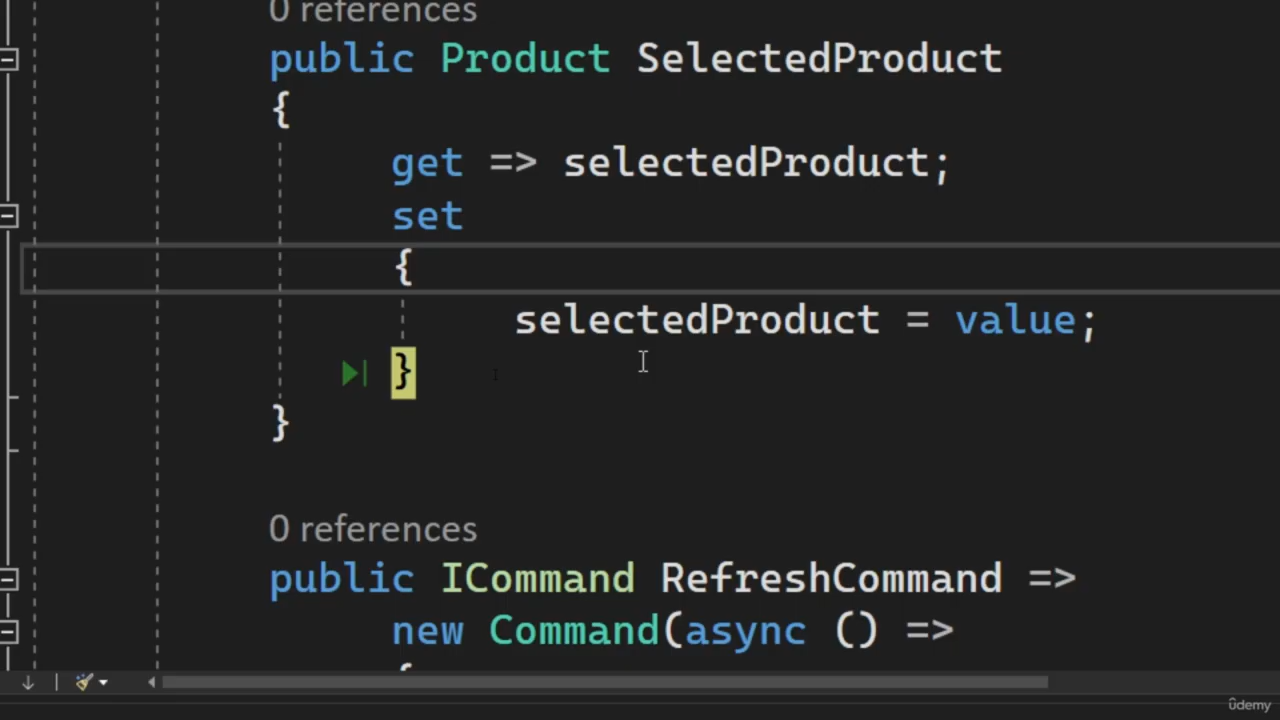 0 references
public Product SelectedProduct
{
get => selectedProduct;
set
{
selectedProduct = value;
}
}
0 references
public ICommand RefreshCommand =>
new Command(async () =>
{
ûdemy